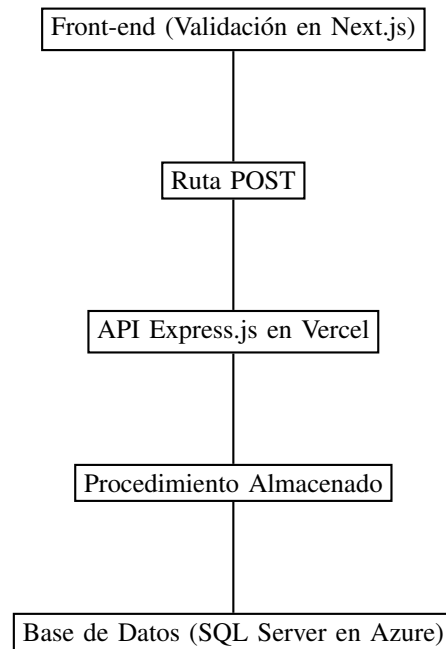 Front-end (Validación en Next.js)
Ruta POST
API Express.js en Vercel
Procedimiento Almacenado
Base de Datos (SQL Server en Azure)